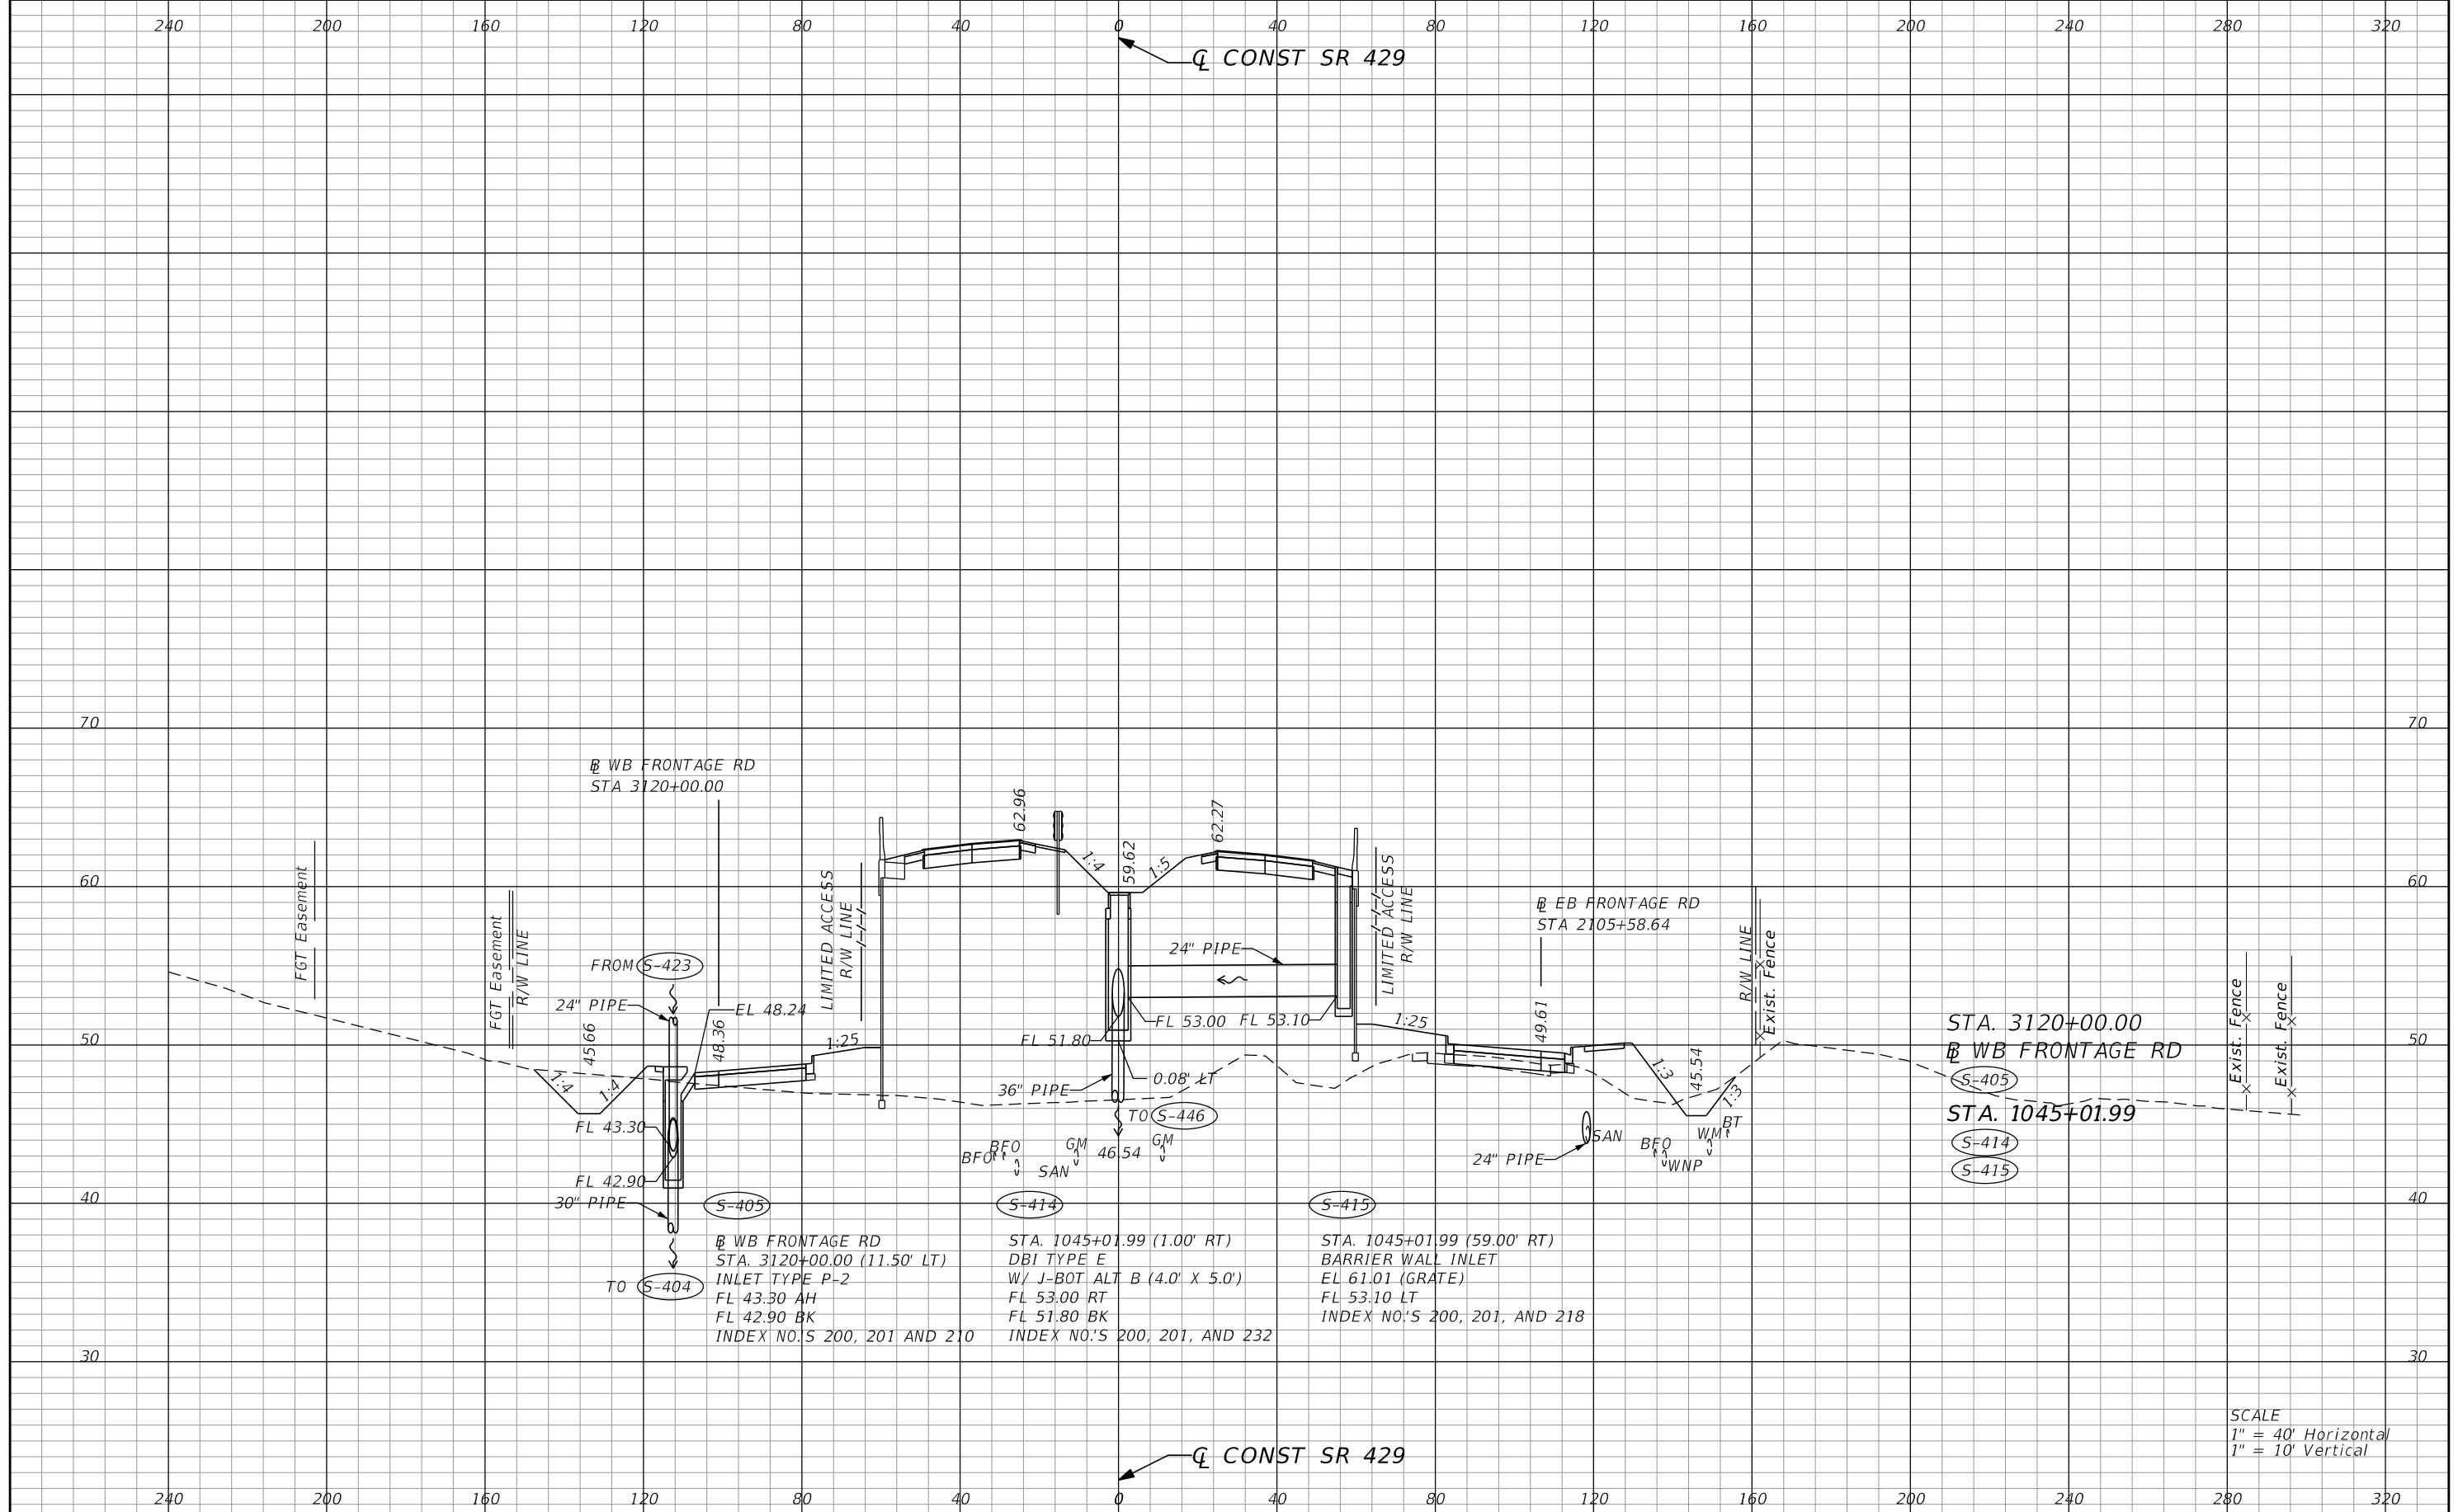 240 200 160 120 80 40 0 40 80 120 160 200 240 280 320
℄ CONST SR 429
70 70
B̲L WB FRONTAGE RD
STA 3120+00.00
62.96
62.27
59.62
1:4
1:5
60 60
FGT Easement
FGT Easement
R/W LINE
LIMITED ACCESS
R/W LINE
LIMITED ACCESS
R/W LINE
BL EB FRONTAGE RD
STA 2105+58.64
R/W LINE
Exist. Fence
Exist. Fence
Exist. Fence
FROM S-423
24" PIPE
EL 48.24
45.66
48.36
1:25
24" PIPE
FL 53.00
FL 53.10
FL 51.80
0.08' LT
36" PIPE
TO S-446
1:25
49.61
50 50
1:4
1:4
1:3
45.54
1:3
STA. 3120+00.00
BL WB FRONTAGE RD
S-405
STA. 1045+01.99
S-414
S-415
FL 43.30
FL 42.90
30" PIPE
BFO
BFO
SAN
GM
46.54
GM
24" PIPE
SAN
BFO
WNP
WM
BT
40 40
TO S-404
S-405
BL WB FRONTAGE RD
STA. 3120+00.00 (11.50' LT)
INLET TYPE P-2
FL 43.30 AH
FL 42.90 BK
INDEX NO.'S 200, 201 AND 210
S-414
STA. 1045+01.99 (1.00' RT)
DBI TYPE E
W/ J-BOT ALT B (4.0' X 5.0')
FL 53.00 RT
FL 51.80 BK
INDEX NO.'S 200, 201, AND 232
S-415
STA. 1045+01.99 (59.00' RT)
BARRIER WALL INLET
EL 61.01 (GRATE)
FL 53.10 LT
INDEX NO.'S 200, 201, AND 218
30 30
SCALE
1" = 40' Horizontal
1" = 10' Vertical
℄ CONST SR 429
240 200 160 120 80 40 0 40 80 120 160 200 240 280 320